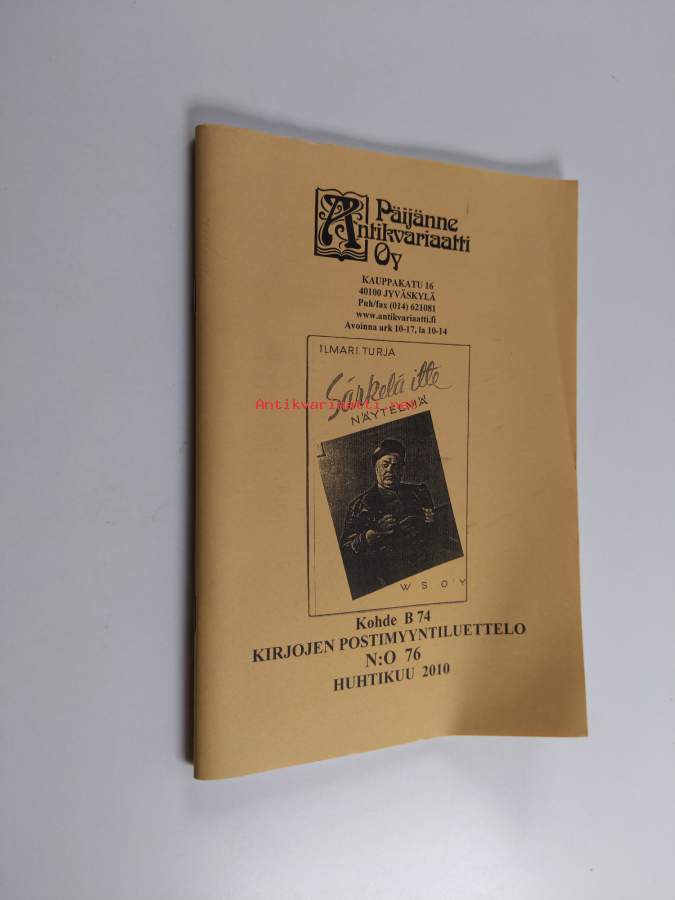 Päijänne
Antikvariaatti
Oy
KAUPPAKATU 16
40100 JYVÄSKYLÄ
Puh/fax (014) 621081
www.antikvariaatti.fi
Avoinna ark 10-17, la 10-14
ILMARI TURJA
Särkelä itte
Antikvariaatti.net
NÄYTELMÄ
WSOY
Kohde B 74
KIRJOJEN POSTIMYYNTILUETTELO
N:O 76
HUHTIKUU 2010